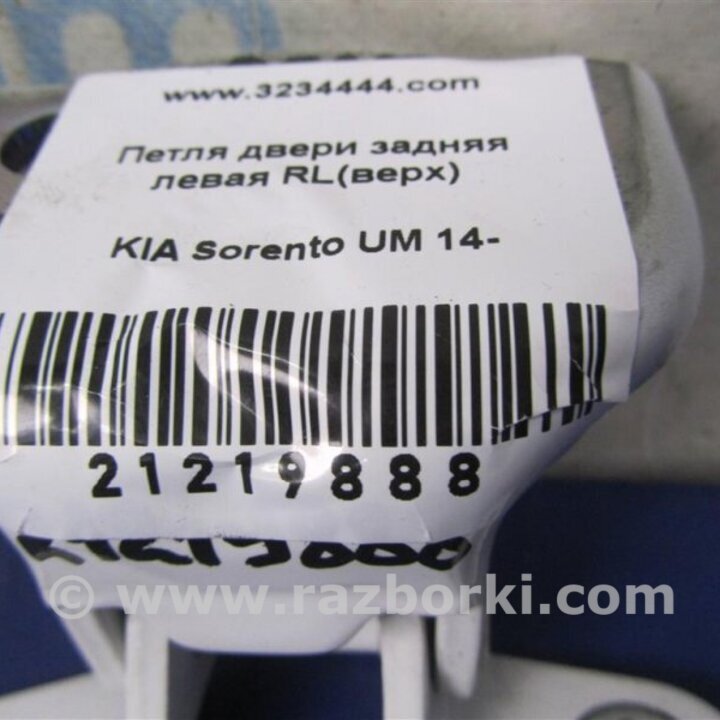 www.3234444.com
Петля двери задняя
левая RL(верх)
KIA Sorento UM 14-
21219888
© www.razborki.com